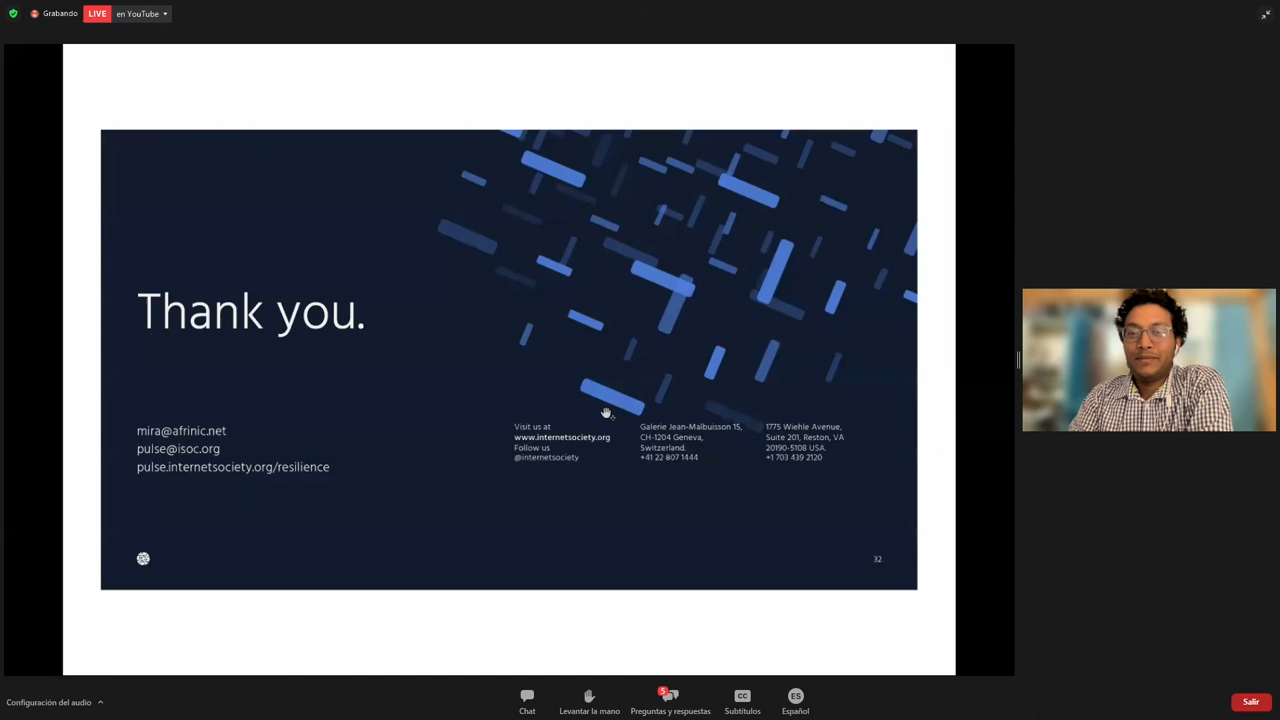 Grabando
LIVE
en YouTube
Thank you.
mira@afrinic.net
pulse@isoc.org
pulse.internetsociety.org/resilience
Visit us at
www.internetsociety.org
Follow us
@internetsociety
Galerie Jean-Malbuisson 15,
CH-1204 Geneva,
Switzerland.
+41 22 807 1444
1775 Wiehle Avenue,
Suite 201, Reston, VA
20190-5108 USA.
+1 703 439 2120
32
Configuración del audio
Chat
Levantar la mano
5
Preguntas y respuestas
CC
Subtítulos
ES
Español
Salir